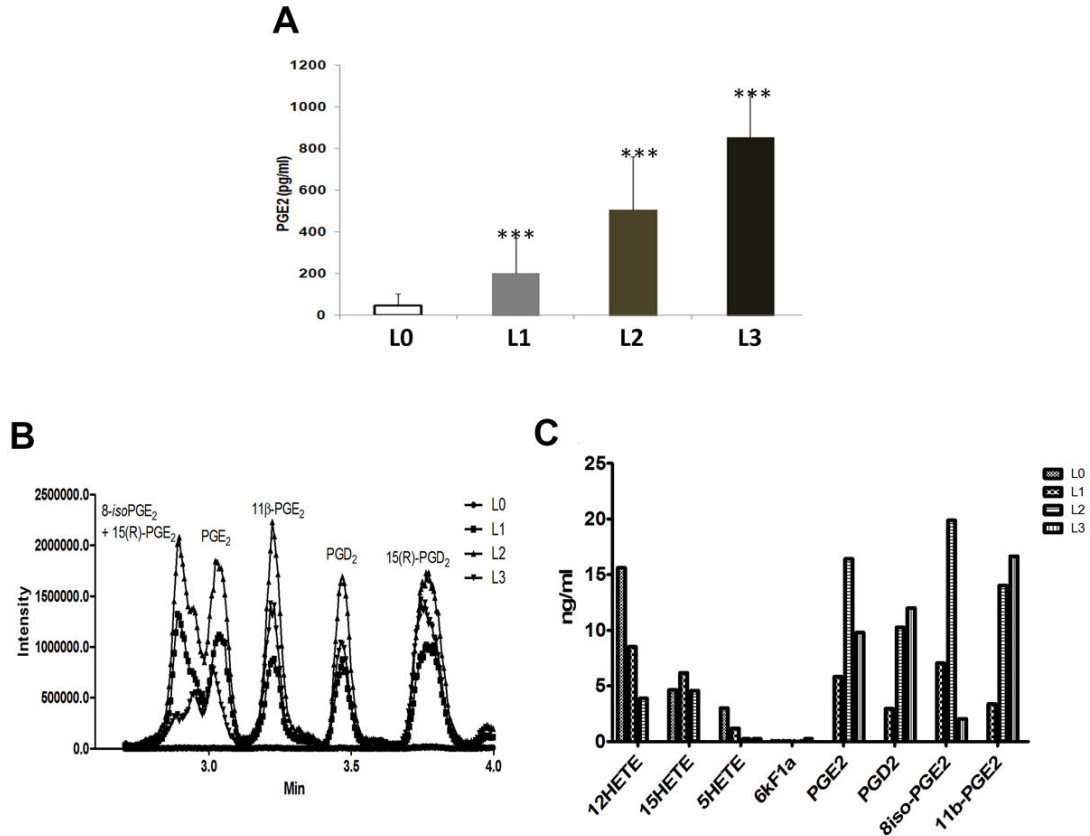 A
1200
1000
800
600
400
200
0
PGE2 (pg/ml)
***
***
***
L0 L1 L2 L3
B
2500000.0
2000000.0
1500000.0
1000000.0
500000.0
0.0
Intensity
8-isoPGE2
+ 15(R)-PGE2
PGE2
11β-PGE2
PGD2
15(R)-PGD2
L0
L1
L2
L3
3.0 3.5 4.0
Min
C
25
20
15
10
5
0
ng/ml
L0
L1
L2
L3
12HETE
15HETE
5HETE
6kF1a
PGE2
PGD2
8iso-PGE2
11b-PGE2